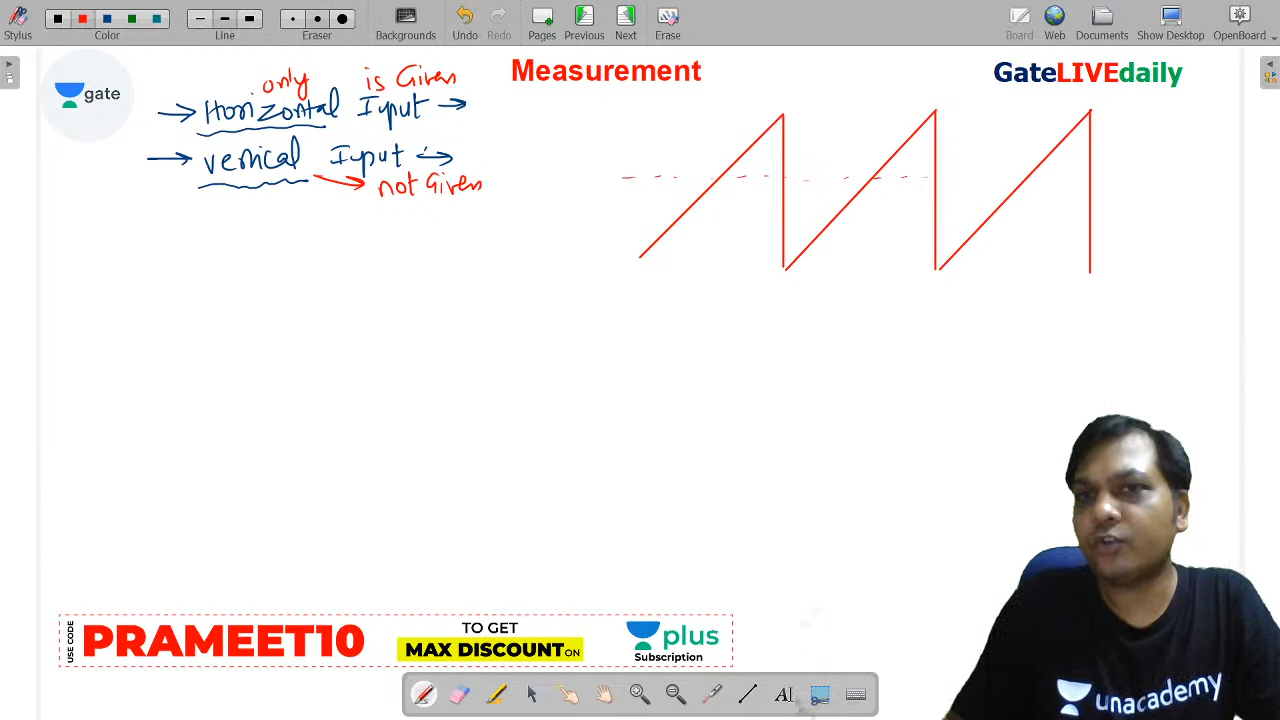 Stylus
Color
Line
Eraser
Backgrounds
Undo
Redo
Pages
Previous
Next
Erase
Board
Web
Documents
Show Desktop
OpenBoard
gate
Measurement
GateLIVEdaily
only is Given
→ Horizontal Input →
→ vertical Input →
not Given
USE CODE
PRAMEET10
TO GET
MAX DISCOUNT ON
plus
Subscription
AI
unacademy